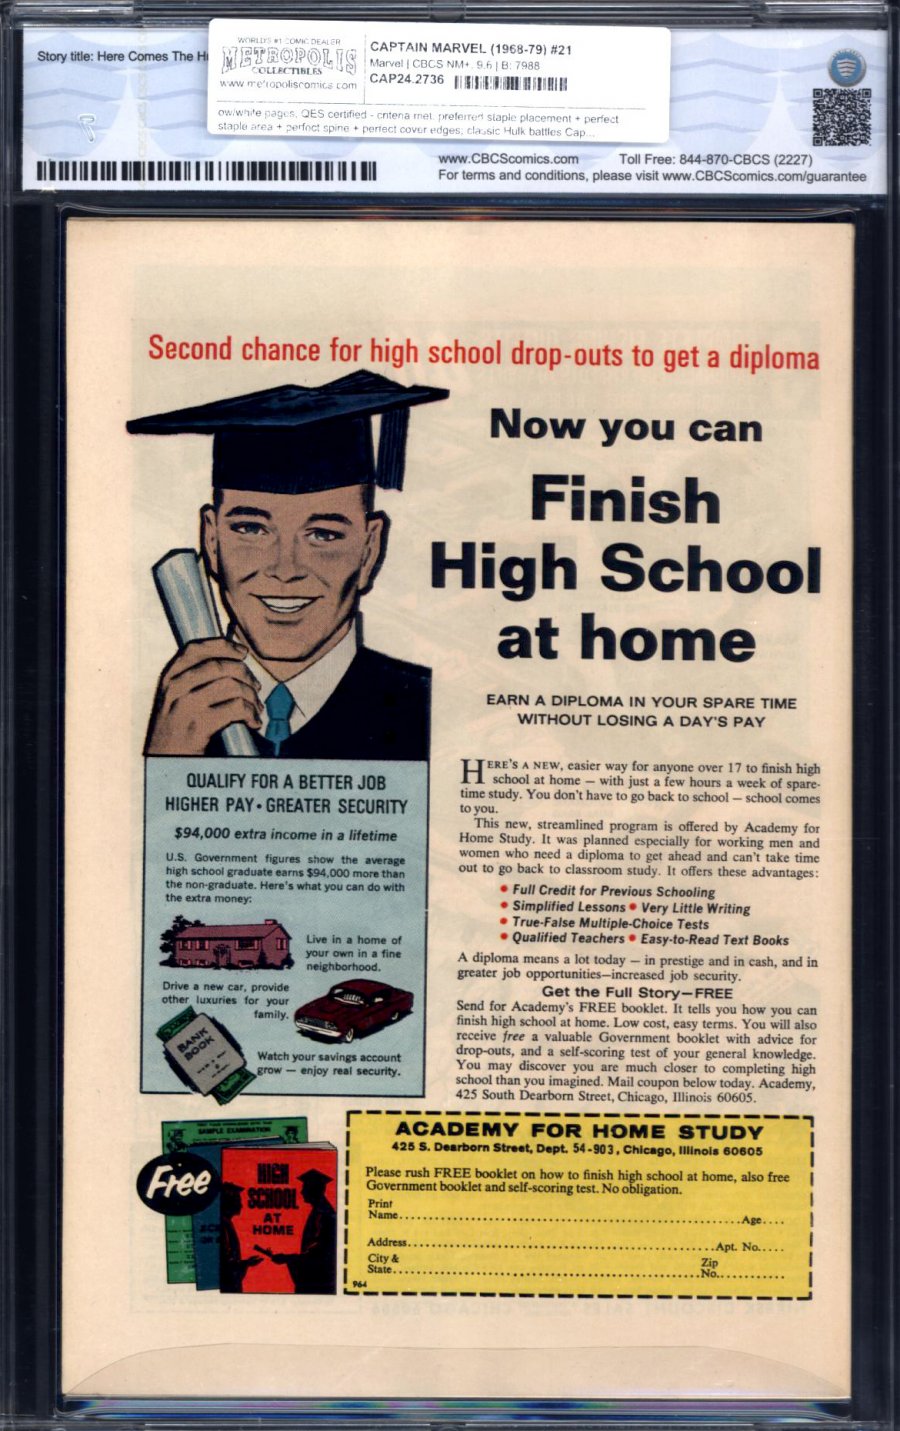 Story title: Here Comes The
WORLD'S #1 COMIC DEALER
METROPOLIS
COLLECTIBLES
www.metropoliscomics.com
CAPTAIN MARVEL (1968-79) #21
Marvel | CBCS NM+: 9.6 | B: 7988
CAP24.2736
ow/white pages; QES certified - criteria met: preferred staple placement + perfect
staple area + perfect spine + perfect cover edges; classic Hulk battles Cap...
www.CBCScomics.com Toll Free: 844-870-CBCS (2227)
For terms and conditions, please visit www.CBCScomics.com/guarantee
Second chance for high school drop-outs to get a diploma
Now you can
Finish
High School
at home
EARN A DIPLOMA IN YOUR SPARE TIME
WITHOUT LOSING A DAY'S PAY
HERE'S A NEW, easier way for anyone over 17 to finish high
school at home — with just a few hours a week of spare-
time study. You don't have to go back to school — school comes
to you.
This new, streamlined program is offered by Academy for
Home Study. It was planned especially for working men and
women who need a diploma to get ahead and can't take time
out to go back to classroom study. It offers these advantages:
• Full Credit for Previous Schooling
• Simplified Lessons • Very Little Writing
• True-False Multiple-Choice Tests
• Qualified Teachers • Easy-to-Read Text Books
A diploma means a lot today — in prestige and in cash, and in
greater job opportunities—increased job security.
Get the Full Story—FREE
Send for Academy's FREE booklet. It tells you how you can
finish high school at home. Low cost, easy terms. You will also
receive free a valuable Government booklet with advice for
drop-outs, and a self-scoring test of your general knowledge.
You may discover you are much closer to completing high
school than you imagined. Mail coupon below today. Academy,
425 South Dearborn Street, Chicago, Illinois 60605.
QUALIFY FOR A BETTER JOB
HIGHER PAY • GREATER SECURITY
$94,000 extra income in a lifetime
U.S. Government figures show the average
high school graduate earns $94,000 more than
the non-graduate. Here's what you can do with
the extra money:
Live in a home of
your own in a fine
neighborhood.
Drive a new car, provide
other luxuries for your
family.
BANK
BOOK
Watch your savings account
grow — enjoy real security.
SAMPLE EXAMINATION
Free
HIGH
SCHOOL
AT
HOME
ACADEMY FOR HOME STUDY
425 S. Dearborn Street, Dept. 54-903, Chicago, Illinois 60605
Please rush FREE booklet on how to finish high school at home, also free
Government booklet and self-scoring test. No obligation.
Print
Name....................Age....
Address....................Apt. No.....
City & Zip
State....................No...........
964